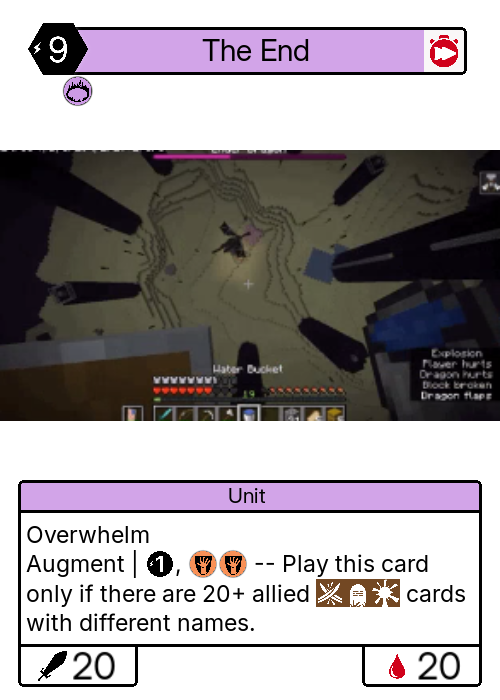 9
The End
Water Bucket
19
Explosion
Player hurts
Dragon hurts
Block broken
Dragon flaps
Unit
Overwhelm
Augment | 1, -- Play this card
only if there are 20+ allied cards
with different names.
20
20